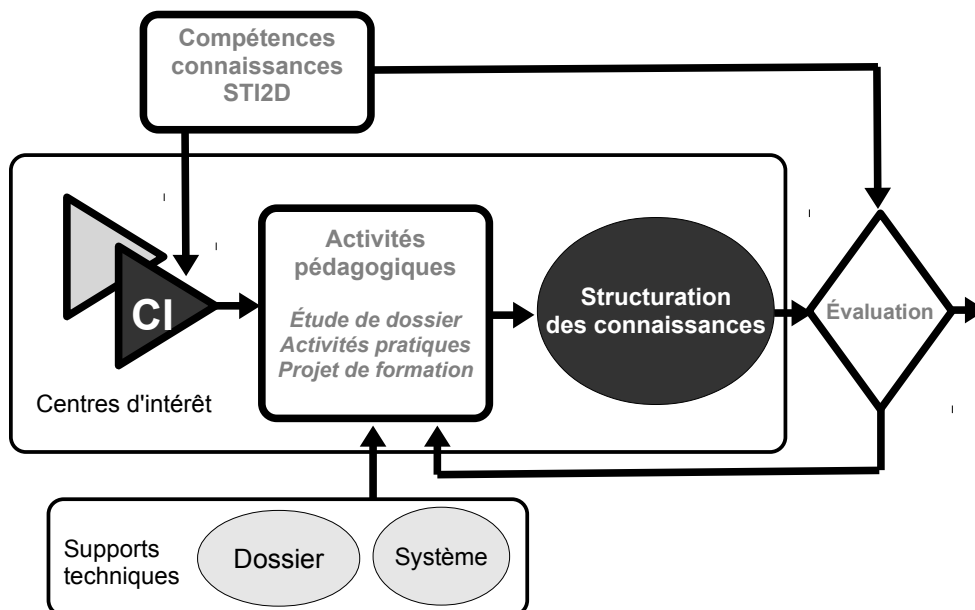 Compétences
connaissances
STI2D
CI
Centres d'intérêt
Activités
pédagogiques
Étude de dossier
Activités pratiques
Projet de formation
Structuration
des connaissances
Évaluation
Supports
techniques
Dossier
Système